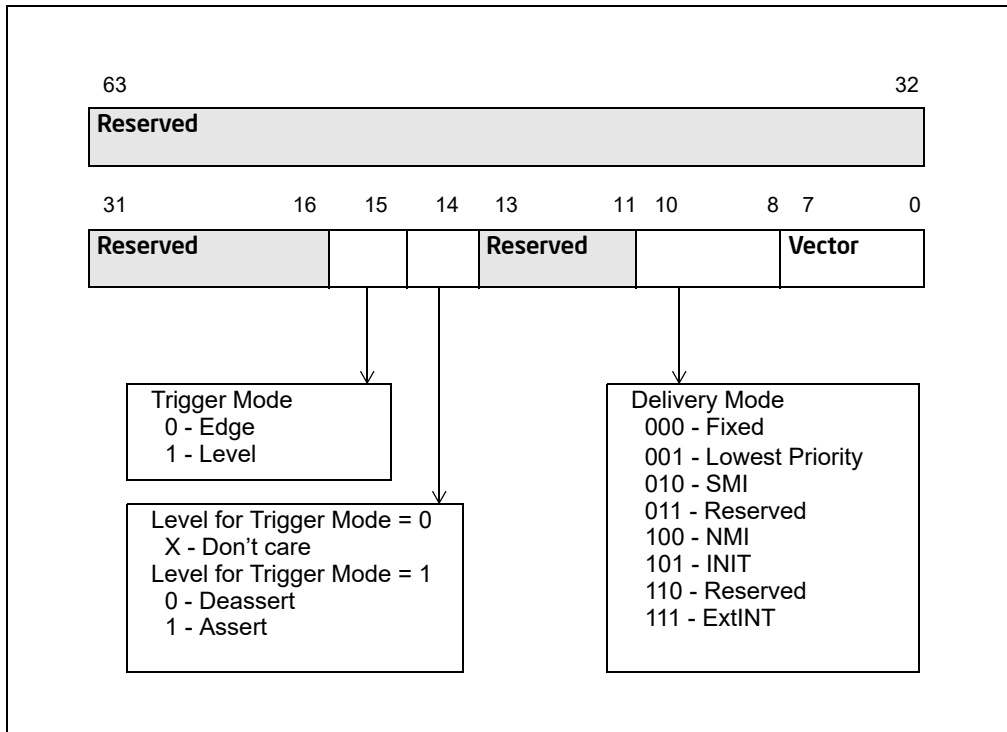 63 32
Reserved
31 16 15 14 13 11 10 8 7 0
Reserved Reserved Vector
Trigger Mode
0 - Edge
1 - Level
Level for Trigger Mode = 0
X - Don’t care
Level for Trigger Mode = 1
0 - Deassert
1 - Assert
Delivery Mode
000 - Fixed
001 - Lowest Priority
010 - SMI
011 - Reserved
100 - NMI
101 - INIT
110 - Reserved
111 - ExtINT